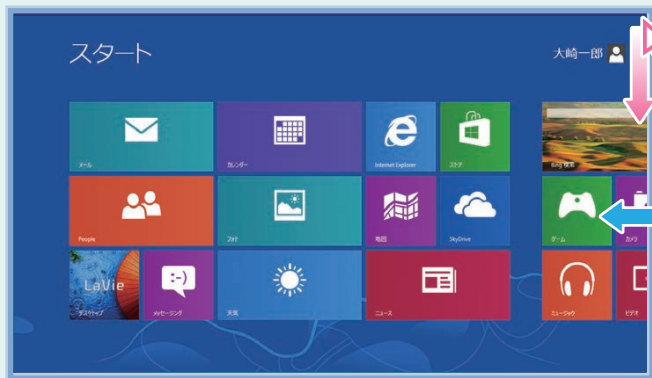 スタート
大崎一郎
メール
カレンダー
Internet Explorer
ストア
Bing 検索
People
フォト
地図
SkyDrive
ゲーム
カメラ
LaVie
デスクトップ
メッセージング
天気
ニュース
ミュージック
ビデオ